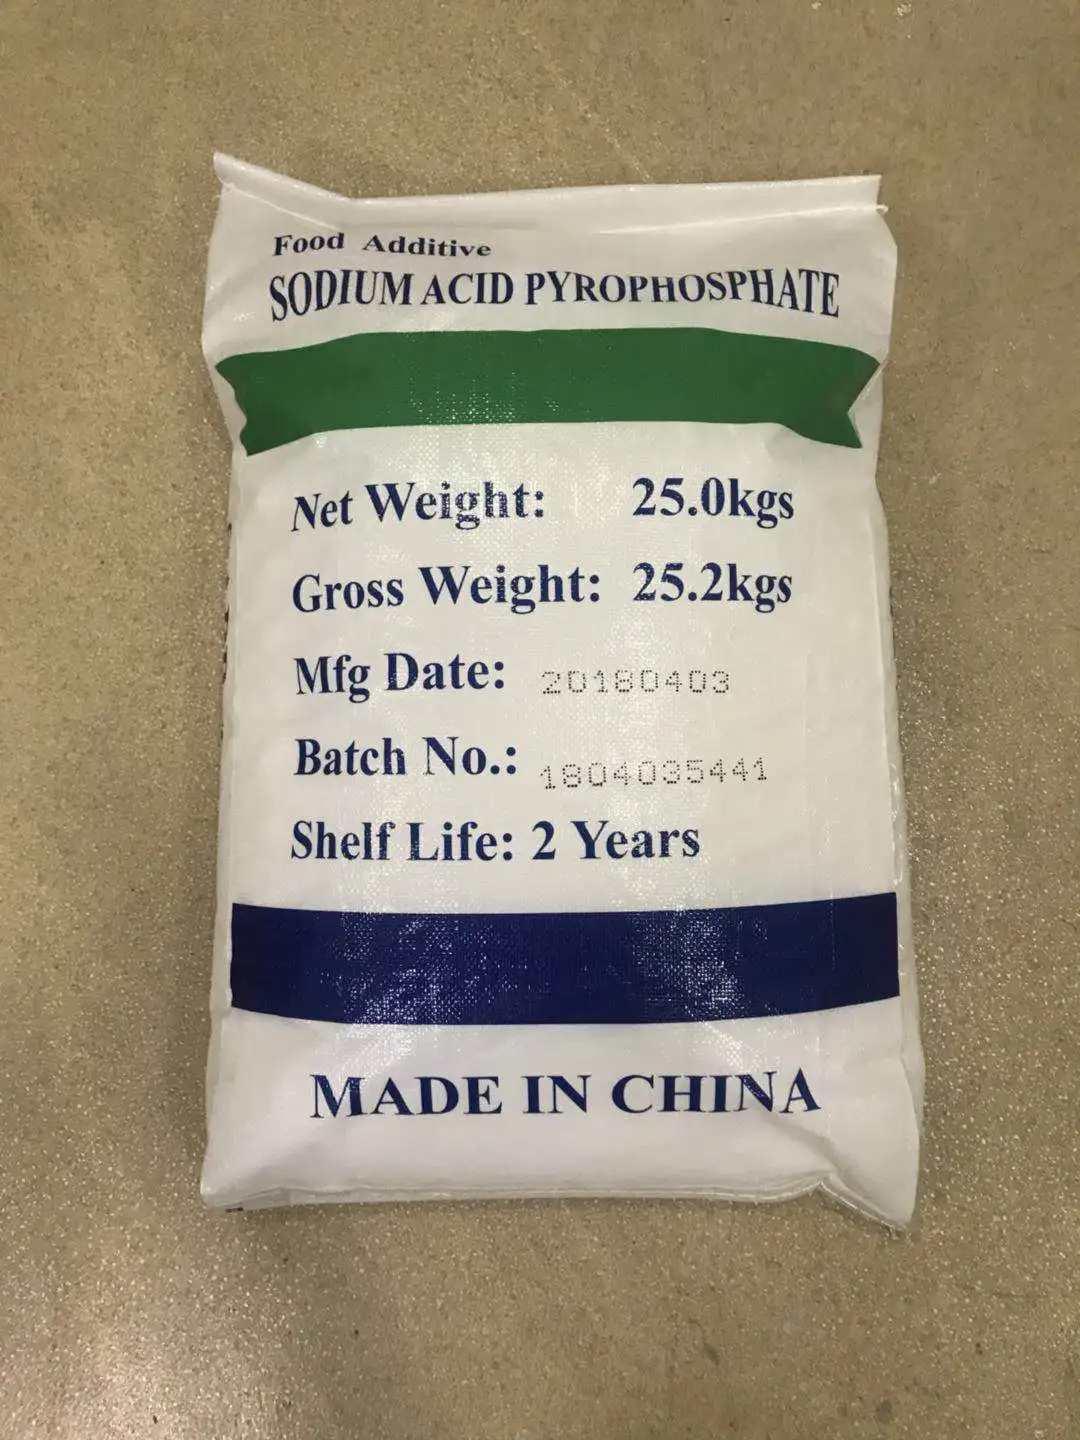 Food Additive
SODIUM ACID PYROPHOSPHATE
Net Weight: 25.0kgs
Gross Weight: 25.2kgs
Mfg Date: 20180403
Batch No.: 1804035441
Shelf Life: 2 Years
MADE IN CHINA